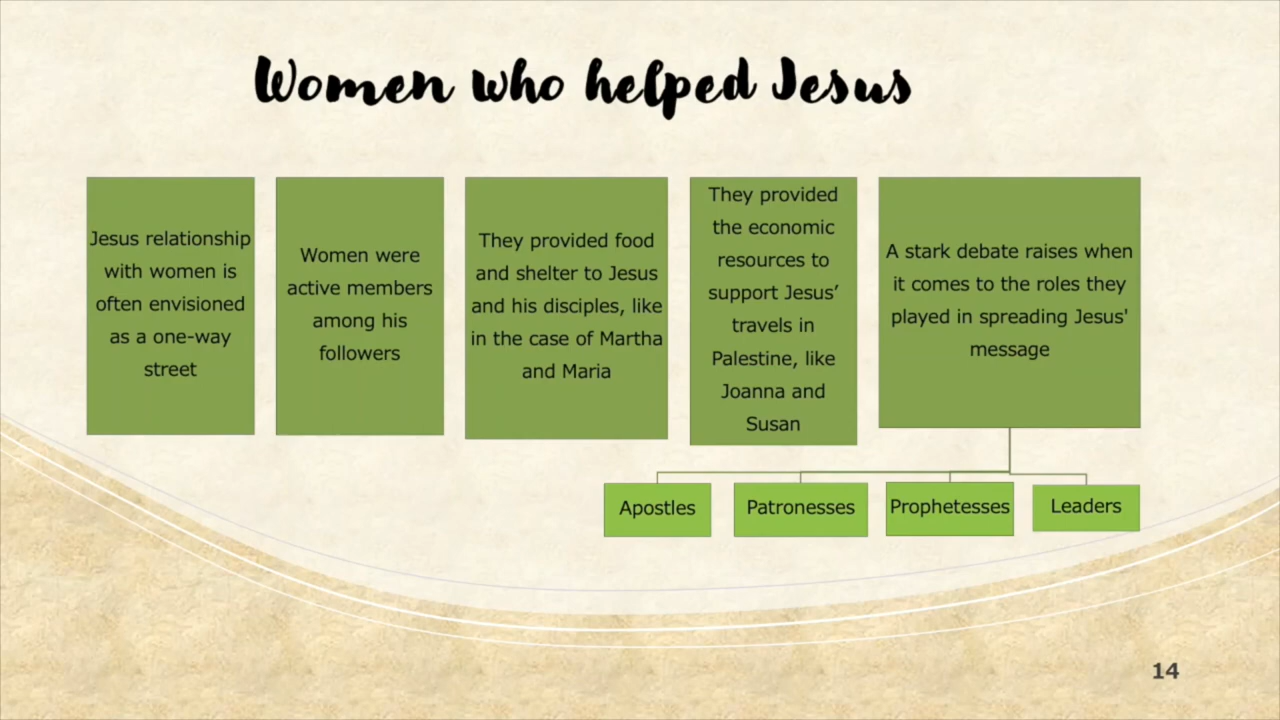 Women who helped Jesus
Jesus relationship
with women is
often envisioned
as a one-way
street
Women were
active members
among his
followers
They provided food
and shelter to Jesus
and his disciples, like
in the case of Martha
and Maria
They provided
the economic
resources to
support Jesus’
travels in
Palestine, like
Joanna and
Susan
A stark debate raises when
it comes to the roles they
played in spreading Jesus'
message
Apostles
Patronesses
Prophetesses
Leaders
14